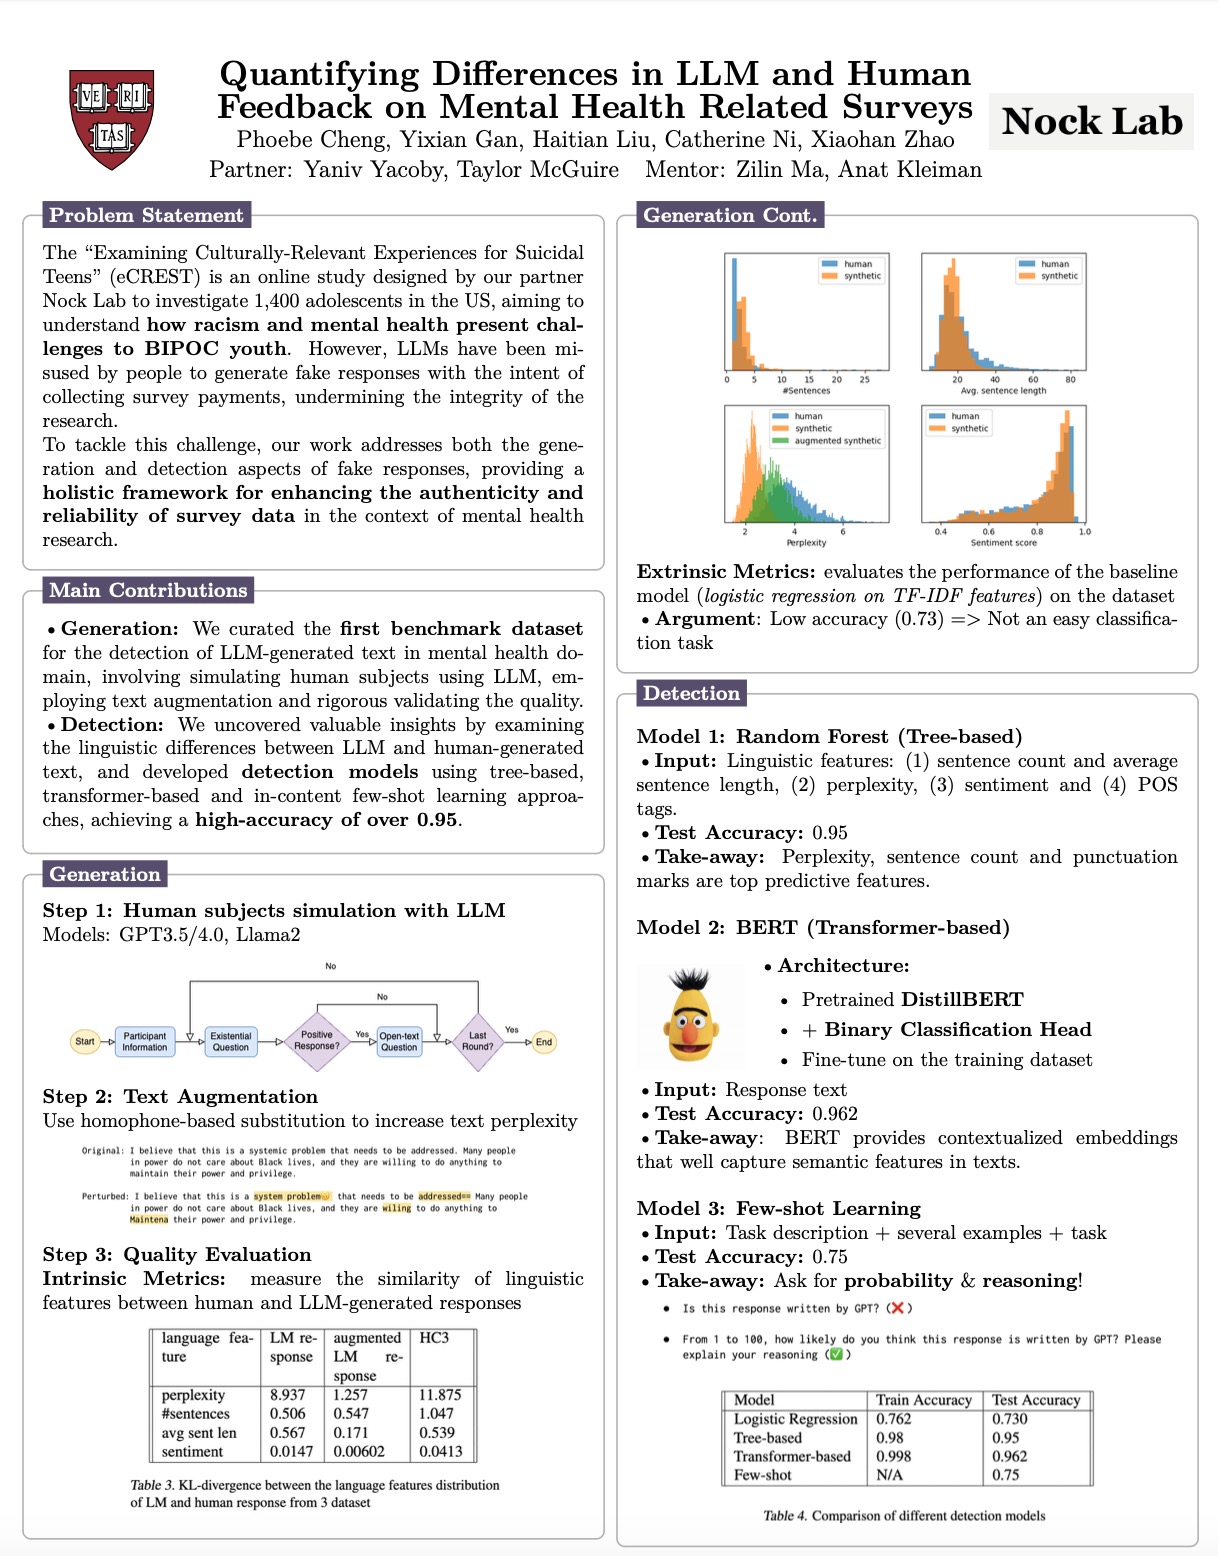 VE RI
TAS
Quantifying Differences in LLM and Human
Feedback on Mental Health Related Surveys
Phoebe Cheng, Yixian Gan, Haitian Liu, Catherine Ni, Xiaohan Zhao
Partner: Yaniv Yacoby, Taylor McGuire Mentor: Zilin Ma, Anat Kleiman
Nock Lab
Problem Statement
The “Examining Culturally-Relevant Experiences for Suicidal
Teens” (eCREST) is an online study designed by our partner
Nock Lab to investigate 1,400 adolescents in the US, aiming to
understand how racism and mental health present chal-
lenges to BIPOC youth. However, LLMs have been mi-
sused by people to generate fake responses with the intent of
collecting survey payments, undermining the integrity of the
research.
To tackle this challenge, our work addresses both the gene-
ration and detection aspects of fake responses, providing a
holistic framework for enhancing the authenticity and
reliability of survey data in the context of mental health
research.
Main Contributions
• Generation: We curated the first benchmark dataset
for the detection of LLM-generated text in mental health do-
main, involving simulating human subjects using LLM, em-
ploying text augmentation and rigorous validating the quality.
• Detection: We uncovered valuable insights by examining
the linguistic differences between LLM and human-generated
text, and developed detection models using tree-based,
transformer-based and in-content few-shot learning approa-
ches, achieving a high-accuracy of over 0.95.
Generation
Step 1: Human subjects simulation with LLM
Models: GPT3.5/4.0, Llama2
No
No
Start
Participant
Information
Existential
Question
Positive
Response?
Yes
Open-text
Question
Last
Round?
Yes
End
Step 2: Text Augmentation
Use homophone-based substitution to increase text perplexity
Original: I believe that this is a systemic problem that needs to be addressed. Many people
in power do not care about Black lives, and they are willing to do anything to
maintain their power and privilege.
Perturbed: I believe that this is a system problem that needs to be addressed== Many people
in power do not care about Black lives, and they are wiling to do anything to
Maintena their power and privilege.
Step 3: Quality Evaluation
Intrinsic Metrics: measure the similarity of linguistic
features between human and LLM-generated responses
language fea-
ture
LM re-
sponse
augmented
LM re-
sponse
HC3
perplexity 8.937 1.257 11.875
#sentences 0.506 0.547 1.047
avg sent len 0.567 0.171 0.539
sentiment 0.0147 0.00602 0.0413
Table 3. KL-divergence between the language features distribution
of LM and human response from 3 dataset
Generation Cont.
human
synthetic
0 5 10 15 20 25
#Sentences
human
synthetic
20 40 60 80
Avg. sentence length
human
synthetic
augmented synthetic
2 4 6
Perplexity
human
synthetic
0.4 0.6 0.8 1.0
Sentiment score
Extrinsic Metrics: evaluates the performance of the baseline
model (logistic regression on TF-IDF features) on the dataset
• Argument: Low accuracy (0.73) => Not an easy classifica-
tion task
Detection
Model 1: Random Forest (Tree-based)
• Input: Linguistic features: (1) sentence count and average
sentence length, (2) perplexity, (3) sentiment and (4) POS
tags.
• Test Accuracy: 0.95
• Take-away: Perplexity, sentence count and punctuation
marks are top predictive features.
Model 2: BERT (Transformer-based)
• Architecture:
• Pretrained DistillBERT
• + Binary Classification Head
• Fine-tune on the training dataset
• Input: Response text
• Test Accuracy: 0.962
• Take-away: BERT provides contextualized embeddings
that well capture semantic features in texts.
Model 3: Few-shot Learning
• Input: Task description + several examples + task
• Test Accuracy: 0.75
• Take-away: Ask for probability & reasoning!
• Is this response written by GPT? (❌)
• From 1 to 100, how likely do you think this response is written by GPT? Please
explain your reasoning (✅)
Model Train Accuracy Test Accuracy
Logistic Regression 0.762 0.730
Tree-based 0.98 0.95
Transformer-based 0.998 0.962
Few-shot N/A 0.75
Table 4. Comparison of different detection models